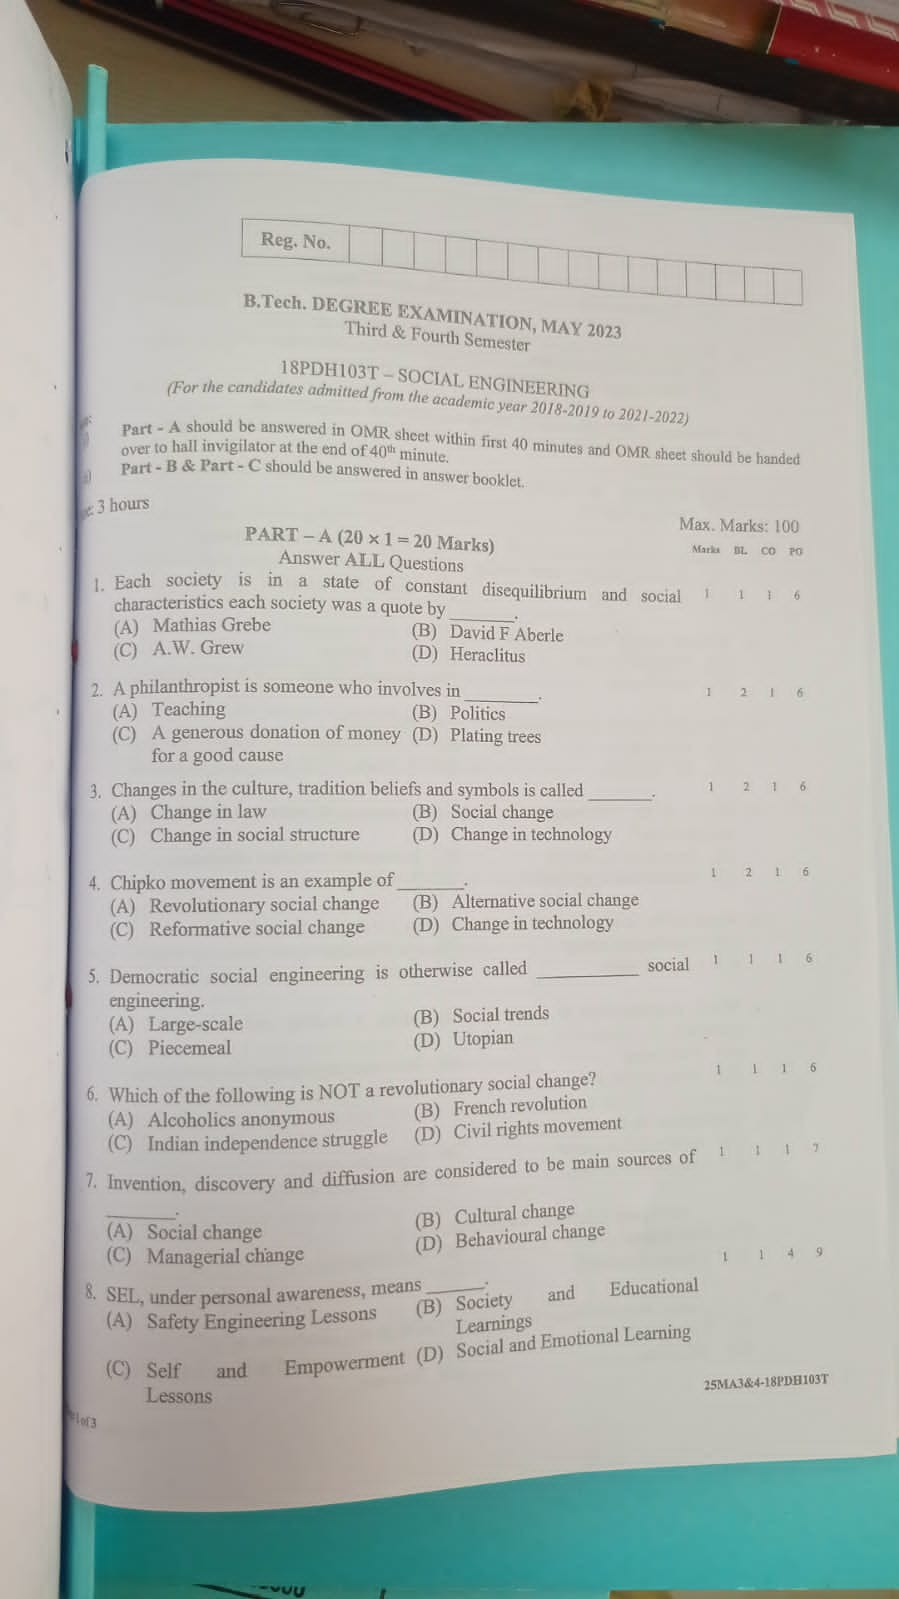 Reg. No.
B.Tech. DEGREE EXAMINATION, MAY 2023
Third & Fourth Semester
18PDH103T – SOCIAL ENGINEERING
(For the candidates admitted from the academic year 2018-2019 to 2021-2022)
Part - A should be answered in OMR sheet within first 40 minutes and OMR sheet should be handed
over to hall invigilator at the end of 40th minute.
Part - B & Part - C should be answered in answer booklet.
3 hours
Max. Marks: 100
PART – A (20 × 1 = 20 Marks)
Marks BL CO PO
Answer ALL Questions
1. Each society is in a state of constant disequilibrium and social 1 1 1 6
characteristics each society was a quote by ______.
(A) Mathias Grebe (B) David F Aberle
(C) A.W. Grew (D) Heraclitus
2. A philanthropist is someone who involves in ______. 1 2 1 6
(A) Teaching (B) Politics
(C) A generous donation of money (D) Plating trees
for a good cause
3. Changes in the culture, tradition beliefs and symbols is called ______. 1 2 1 6
(A) Change in law (B) Social change
(C) Change in social structure (D) Change in technology
4. Chipko movement is an example of ______. 1 2 1 6
(A) Revolutionary social change (B) Alternative social change
(C) Reformative social change (D) Change in technology
5. Democratic social engineering is otherwise called ______ social 1 1 1 6
engineering.
(A) Large-scale (B) Social trends
(C) Piecemeal (D) Utopian
6. Which of the following is NOT a revolutionary social change? 1 1 1 6
(A) Alcoholics anonymous (B) French revolution
(C) Indian independence struggle (D) Civil rights movement
7. Invention, discovery and diffusion are considered to be main sources of 1 1 1 7
______.
(A) Social change (B) Cultural change
(C) Managerial change (D) Behavioural change
8. SEL, under personal awareness, means ______. 1 1 4 9
(A) Safety Engineering Lessons (B) Society and Educational
Learnings
(C) Self and Empowerment (D) Social and Emotional Learning
Lessons
25MA3&4-18PDH103T
1 of 3